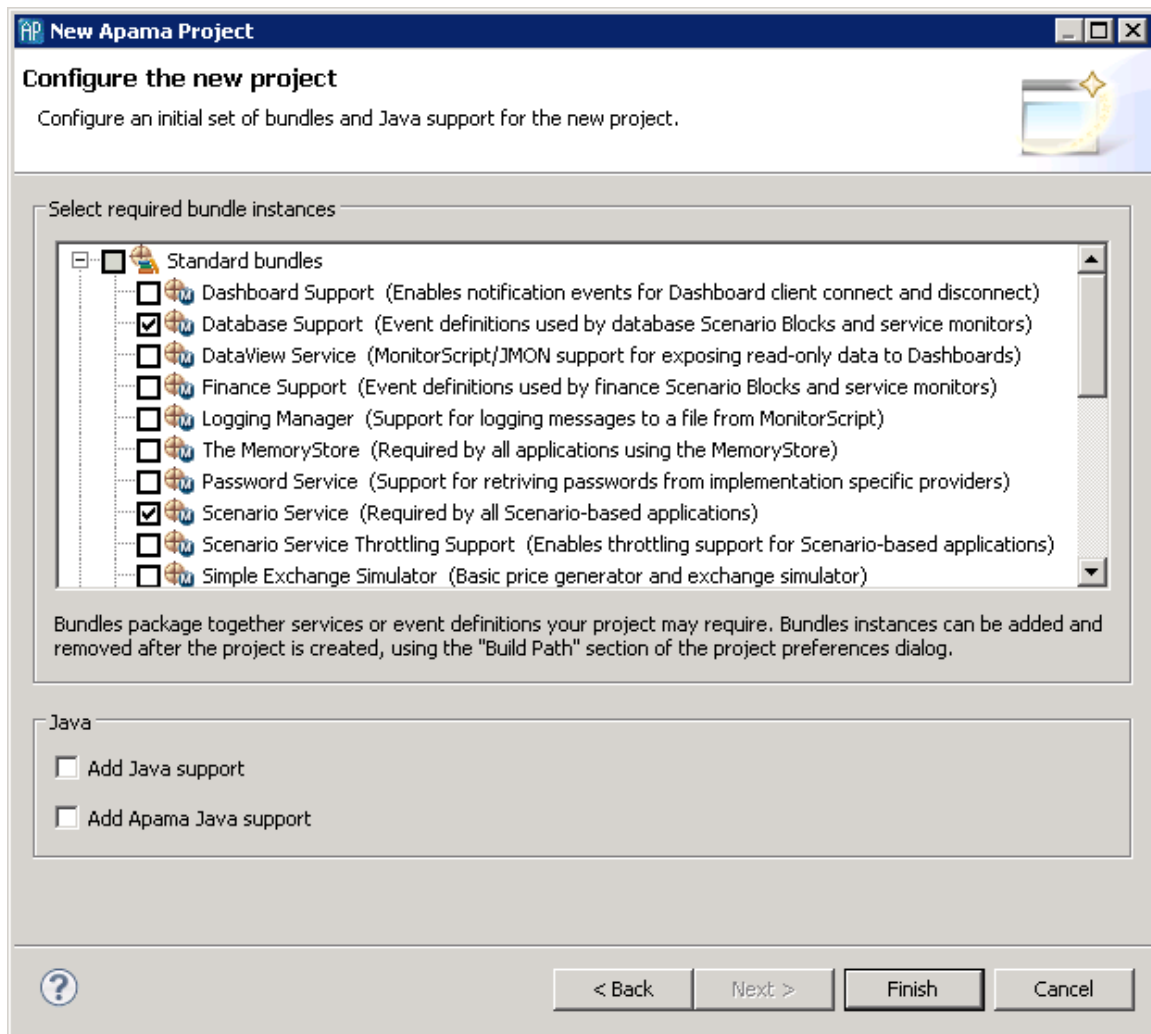 AP New Apama Project
Configure the new project
Configure an initial set of bundles and Java support for the new project.
Select required bundle instances
Standard bundles
Dashboard Support (Enables notification events for Dashboard client connect and disconnect)
Database Support (Event definitions used by database Scenario Blocks and service monitors)
DataView Service (MonitorScript/JMON support for exposing read-only data to Dashboards)
Finance Support (Event definitions used by finance Scenario Blocks and service monitors)
Logging Manager (Support for logging messages to a file from MonitorScript)
The MemoryStore (Required by all applications using the MemoryStore)
Password Service (Support for retriving passwords from implementation specific providers)
Scenario Service (Required by all Scenario-based applications)
Scenario Service Throttling Support (Enables throttling support for Scenario-based applications)
Simple Exchange Simulator (Basic price generator and exchange simulator)
Bundles package together services or event definitions your project may require. Bundles instances can be added and
removed after the project is created, using the "Build Path" section of the project preferences dialog.
Java
Add Java support
Add Apama Java support
? < Back Next > Finish Cancel